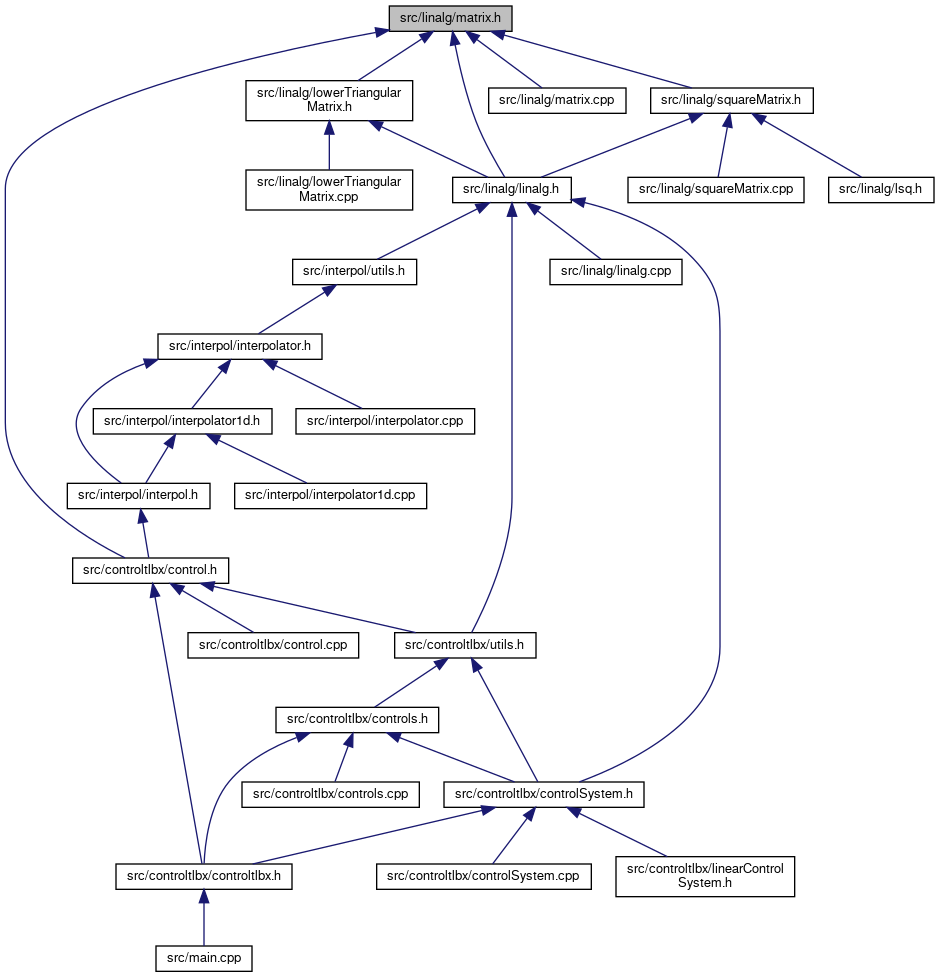 src/linalg/matrix.h
src/linalg/lowerTriangular
Matrix.h
src/linalg/matrix.cpp
src/linalg/squareMatrix.h
src/linalg/lowerTriangular
Matrix.cpp
src/linalg/linalg.h
src/linalg/squareMatrix.cpp
src/linalg/lsq.h
src/interpol/utils.h
src/linalg/linalg.cpp
src/interpol/interpolator.h
src/interpol/interpolator1d.h
src/interpol/interpolator.cpp
src/interpol/interpol.h
src/interpol/interpolator1d.cpp
src/controltlbx/control.h
src/controltlbx/control.cpp
src/controltlbx/utils.h
src/controltlbx/controls.h
src/controltlbx/controls.cpp
src/controltlbx/controlSystem.h
src/controltlbx/controltlbx.h
src/controltlbx/controlSystem.cpp
src/controltlbx/linearControl
System.h
src/main.cpp